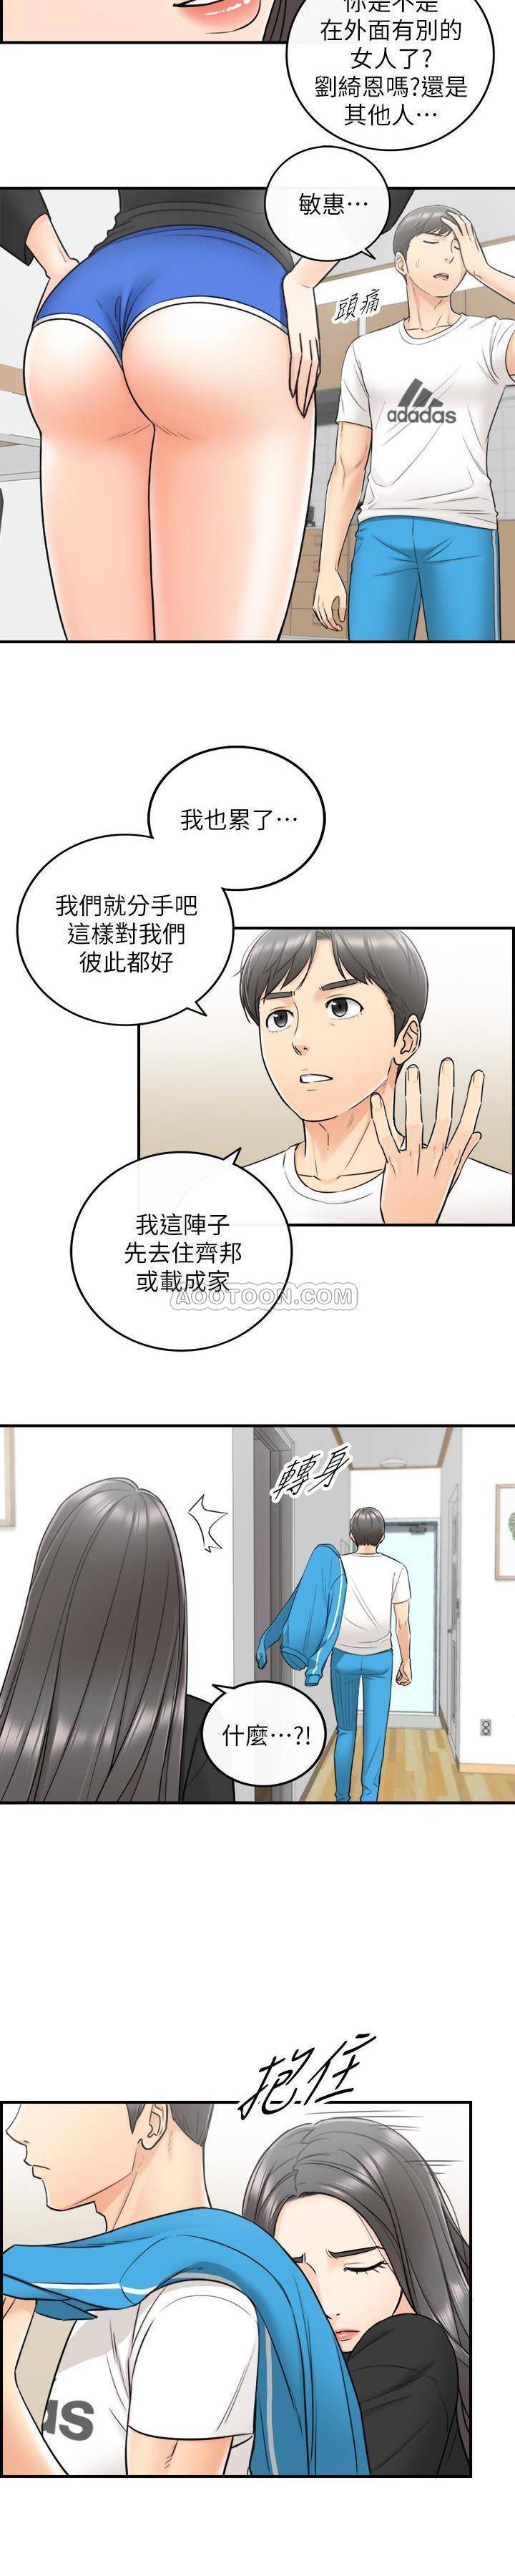 你是不是
在外面有別的
女人了?
劉綺恩嗎?還是
其他人⋯
敏惠⋯
頭痛
adadas
我也累了⋯
我們就分手吧
這樣對我們
彼此都好
我這陣子
先去住齊邦
或載成家
AOOTOON.COM
轉身
什麼⋯?!
抱住
as